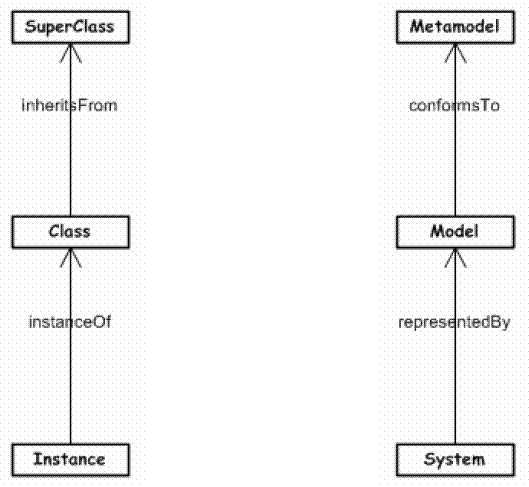 SuperClass
inheritsFrom
Class
instanceOf
Instance
Metamodel
conformsTo
Model
representedBy
System